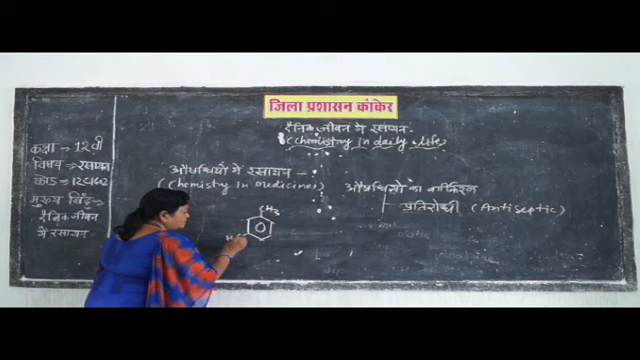 जिला प्रशासन कांकेर
दैनिक जीवन में रसायन
(Chemistry in daily life)
कक्षा → 12वी
विषय → रसायन
कोड →
मुख्य बिंदु →
दैनिक जीवन
में रसायन
औषधियों में रसायन -
(Chemistry in Medicines)
औषधियों का वर्गीकरण
प्रतिरोधी (Antiseptic)
CH3